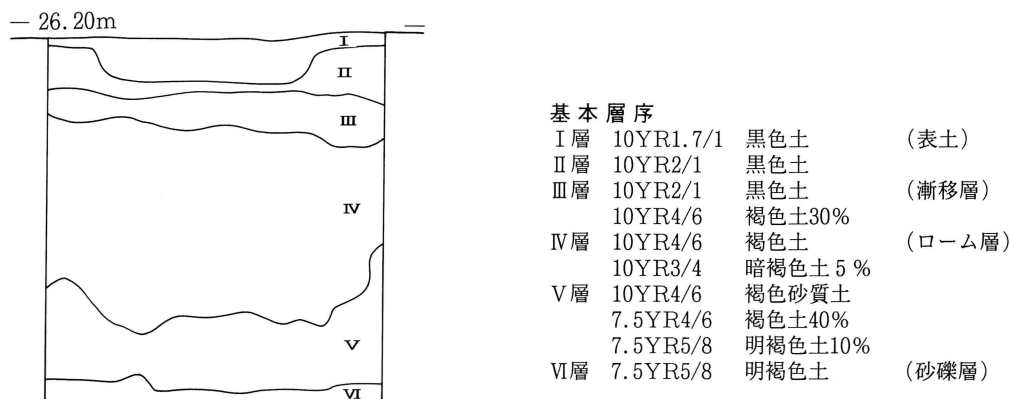 26.20m
Ⅰ
Ⅱ
Ⅲ
Ⅳ
Ⅴ
Ⅵ
基本層序
Ⅰ層 10YR1.7/1 黒色土 (表土)
Ⅱ層 10YR2/1 黒色土
Ⅲ層 10YR2/1 黒色土 (漸移層)
10YR4/6 褐色土30%
Ⅳ層 10YR4/6 褐色土 (ローム層)
10YR3/4 暗褐色土5%
Ⅴ層 10YR4/6 褐色砂質土
7.5YR4/6 褐色土40%
7.5YR5/8 明褐色土10%
Ⅵ層 7.5YR5/8 明褐色土 (砂礫層)